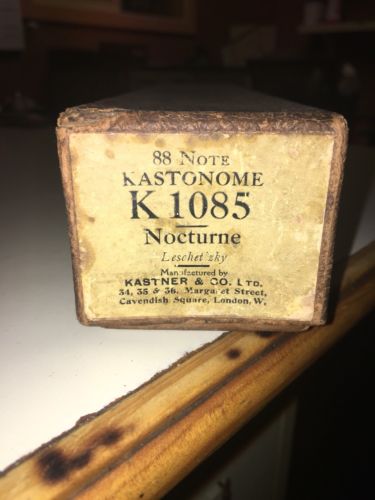 88 NOTE
KASTONOME
K 1085
Nocturne
Leschet'zky
Manufactured by
KASTNER & CO. LTD.
34, 35 & 36, Margaret Street,
Cavendish Square, London, W.